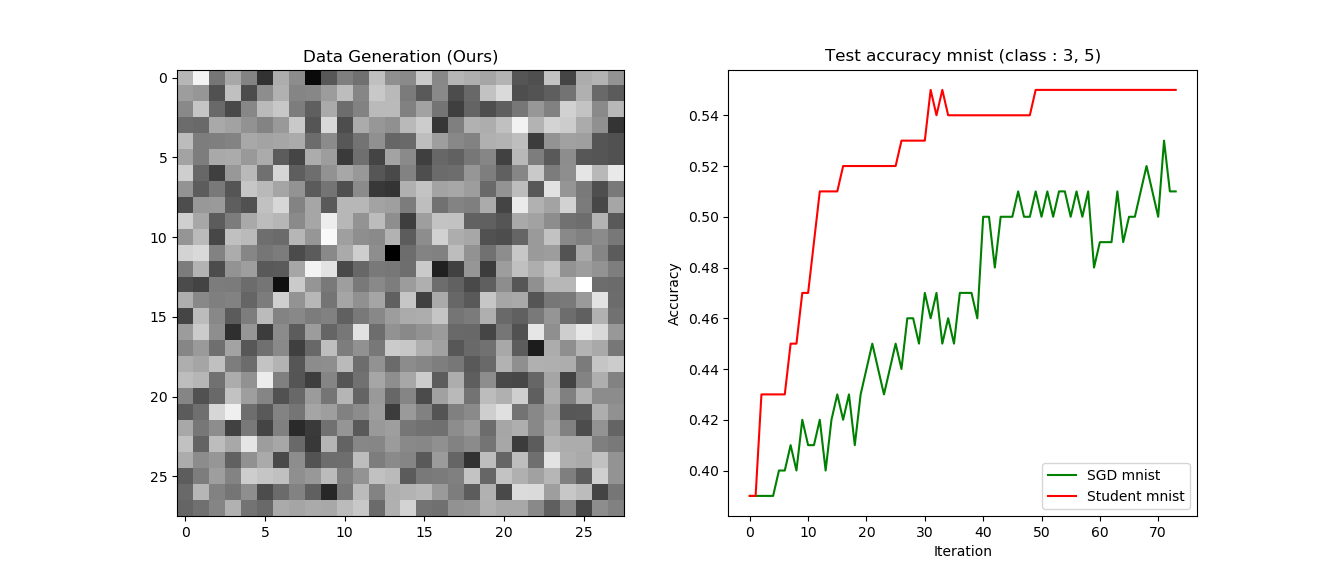 Data Generation (Ours)
0
5
10
15
20
25
0 5 10 15 20 25
Test accuracy mnist (class : 3, 5)
Accuracy
0.54
0.52
0.50
0.48
0.46
0.44
0.42
0.40
SGD mnist
Student mnist
0 10 20 30 40 50 60 70
Iteration